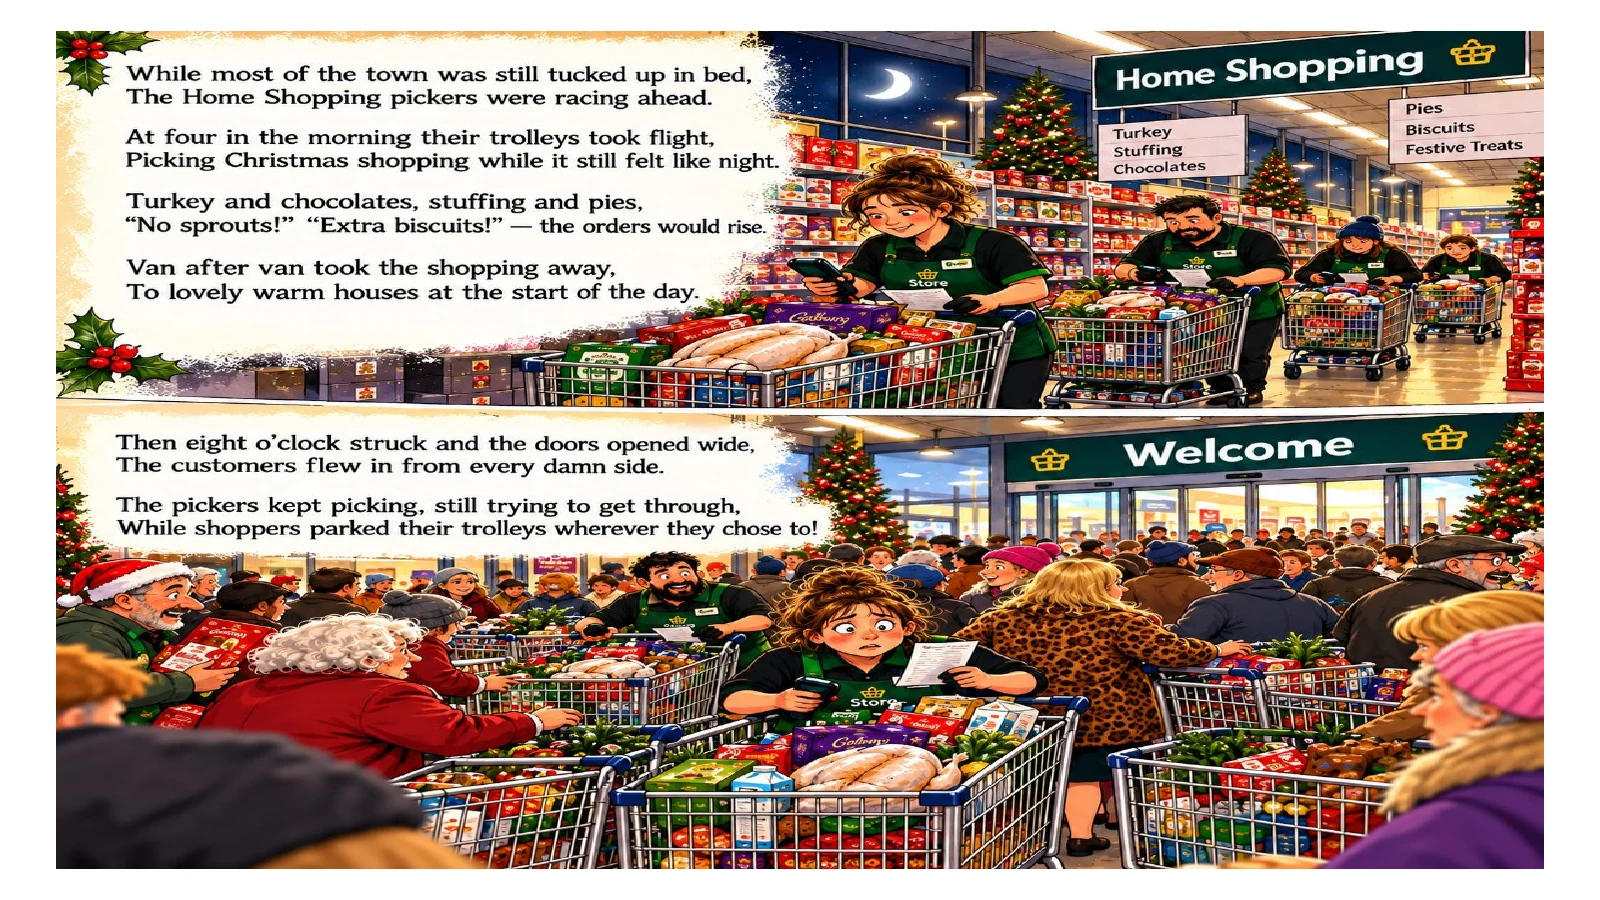 While most of the town was still tucked up in bed,
The Home Shopping pickers were racing ahead.
At four in the morning their trolleys took flight,
Picking Christmas shopping while it still felt like night.
Turkey and chocolates, stuffing and pies,
“No sprouts!” “Extra biscuits!” — the orders would rise.
Van after van took the shopping away,
To lovely warm houses at the start of the day.
Home Shopping
Turkey
Stuffing
Chocolates
Pies
Biscuits
Festive Treats
Store
Store
Then eight o’clock struck and the doors opened wide,
The customers flew in from every damn side.
The pickers kept picking, still trying to get through,
While shoppers parked their trolleys wherever they chose to!
Welcome
Store